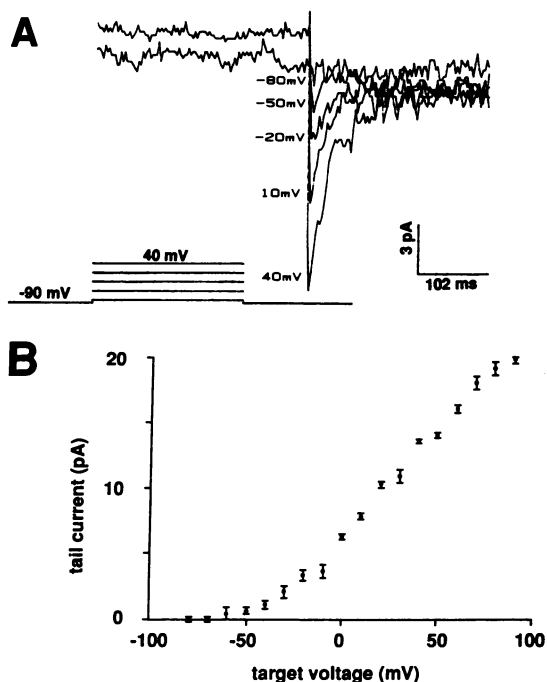 A
-80mV
-50mV
-20mV
10mV
40mV
40 mV
-90 mV
3 pA
102 ms
B
20
10
0
tail current (pA)
-100
-50
0
50
100
target voltage (mV)